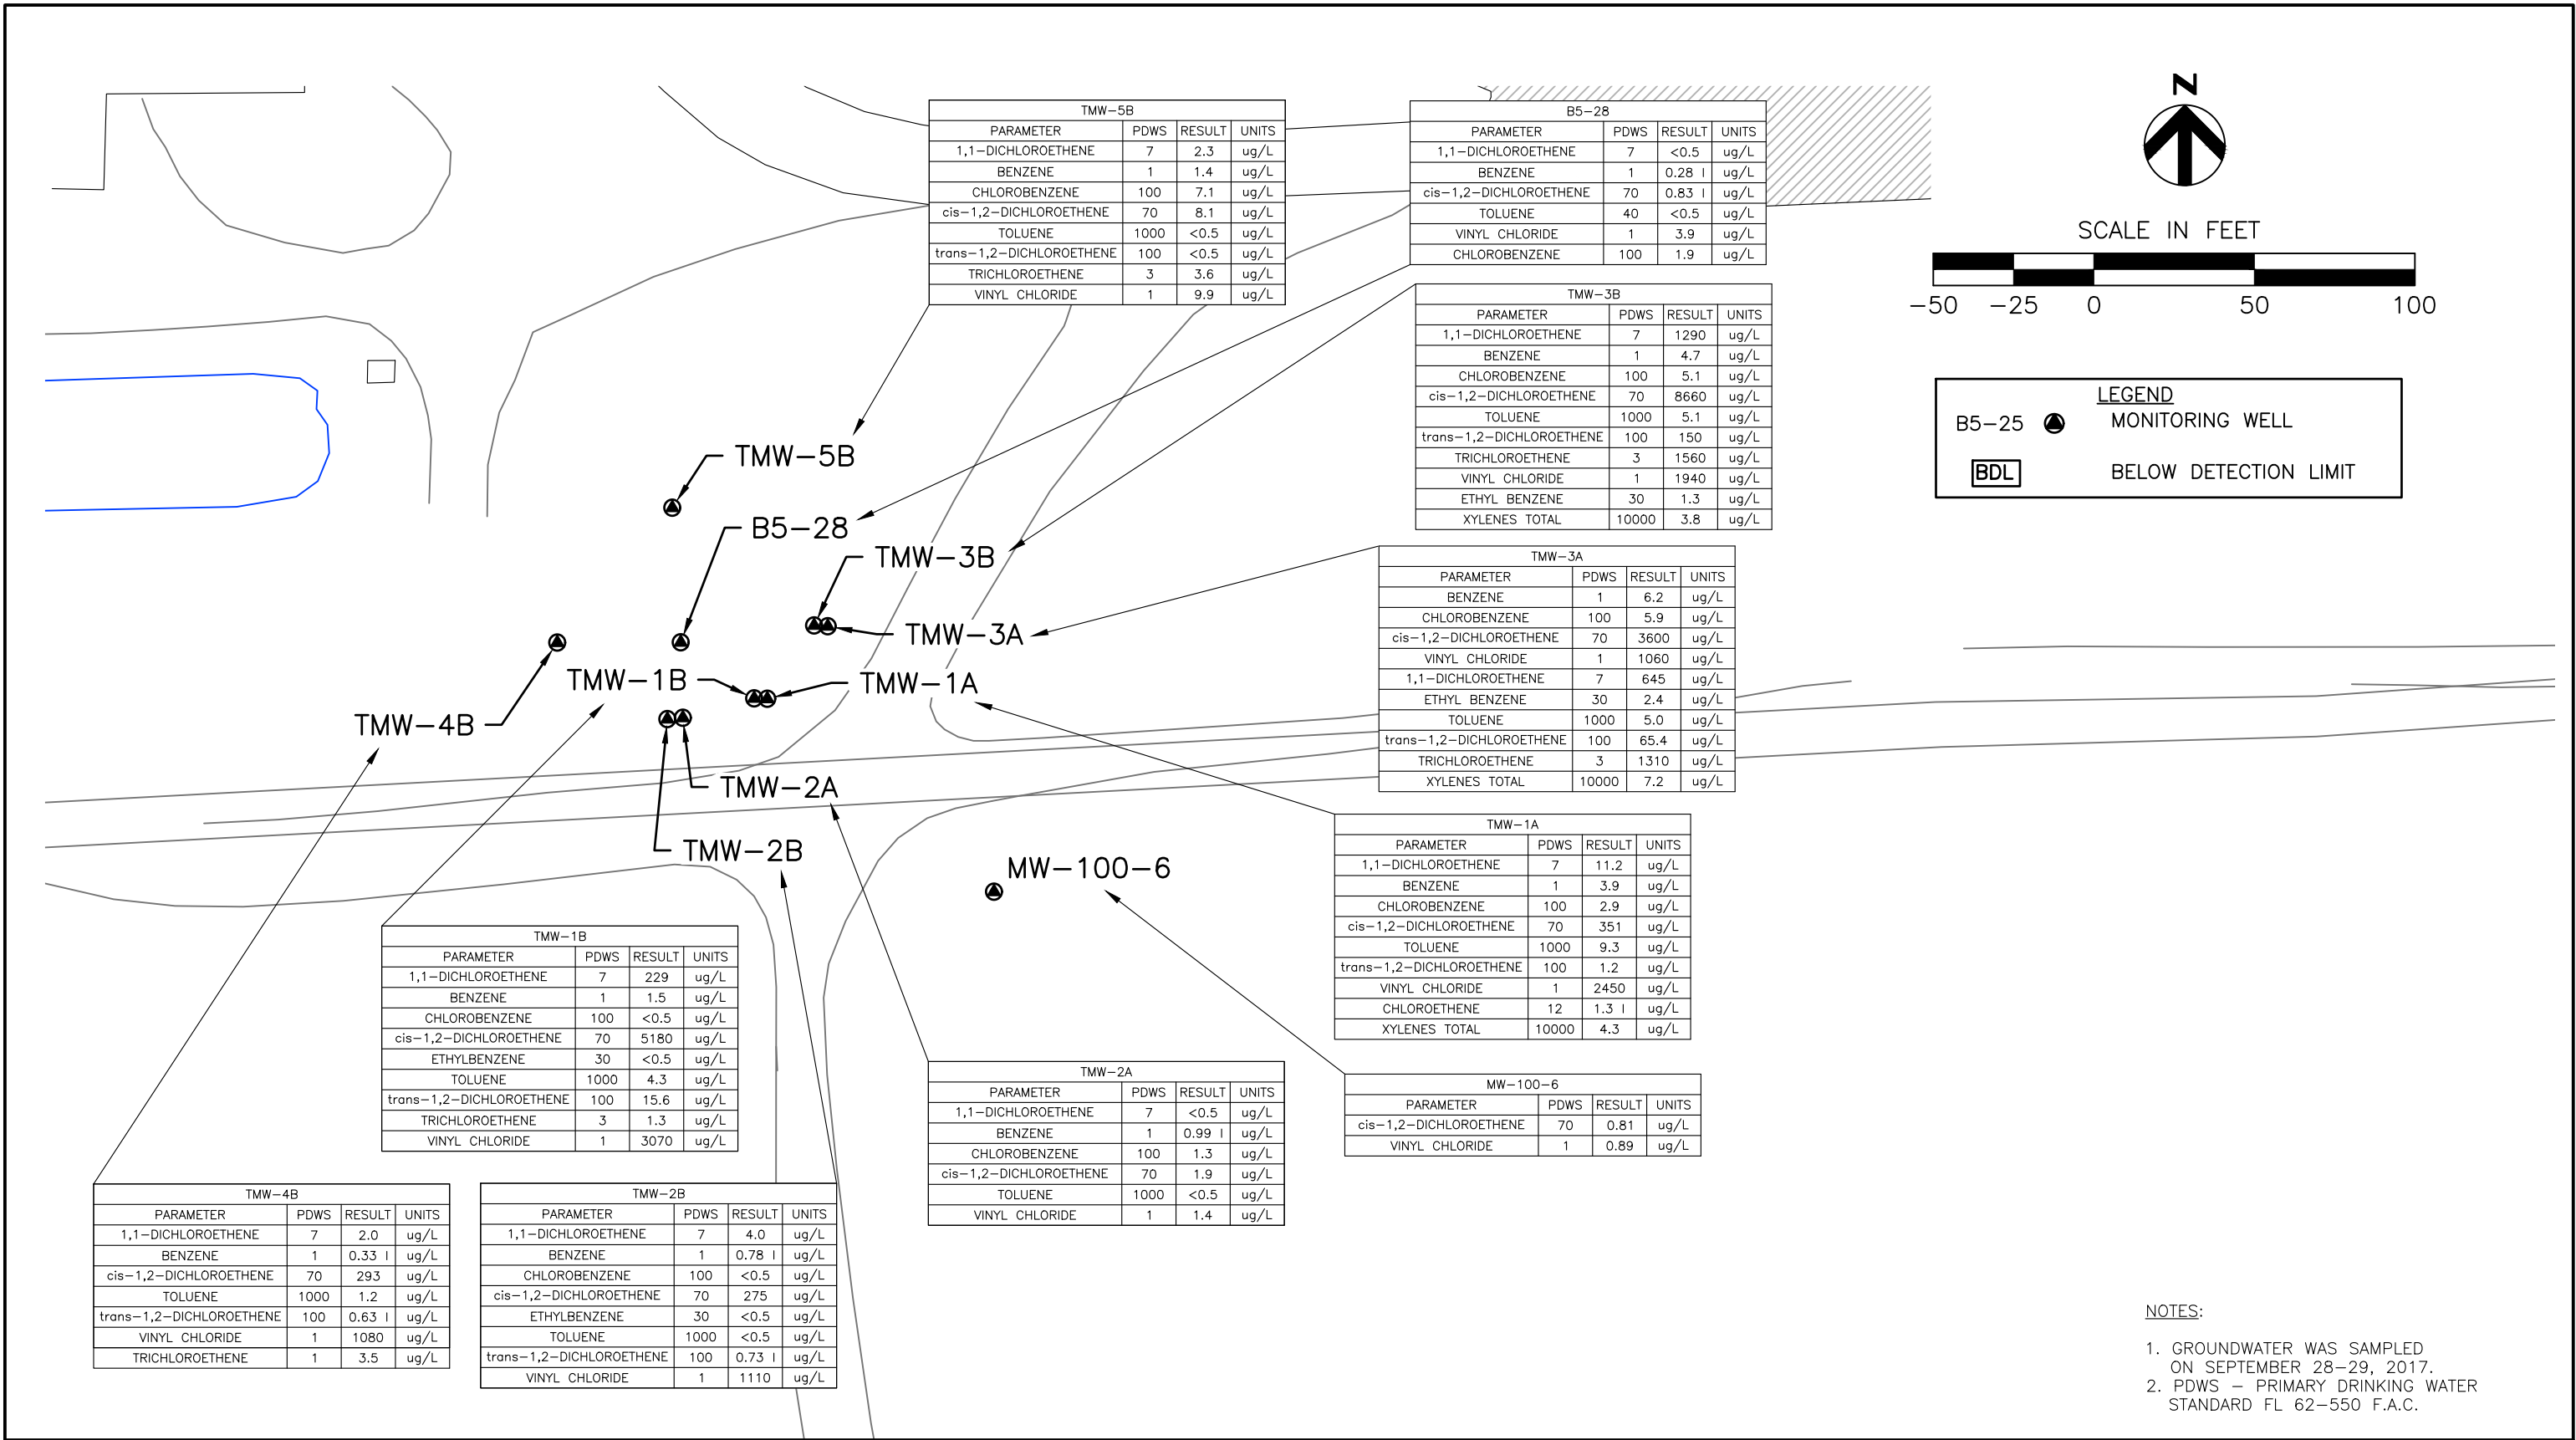 TMW-5B
PARAMETER PDWS RESULT UNITS
1,1-DICHLOROETHENE 7 2.3 ug/L
BENZENE 1 1.4 ug/L
CHLOROBENZENE 100 7.1 ug/L
cis-1,2-DICHLOROETHENE 70 8.1 ug/L
TOLUENE 1000 <0.5 ug/L
trans-1,2-DICHLOROETHENE 100 <0.5 ug/L
TRICHLOROETHENE 3 3.6 ug/L
VINYL CHLORIDE 1 9.9 ug/L
B5-28
PARAMETER PDWS RESULT UNITS
1,1-DICHLOROETHENE 7 <0.5 ug/L
BENZENE 1 0.28 I ug/L
cis-1,2-DICHLOROETHENE 70 0.83 I ug/L
TOLUENE 40 <0.5 ug/L
VINYL CHLORIDE 1 3.9 ug/L
CHLOROBENZENE 100 1.9 ug/L
N
SCALE IN FEET
-50 -25 0 50 100
TMW-3B
PARAMETER PDWS RESULT UNITS
1,1-DICHLOROETHENE 7 1290 ug/L
BENZENE 1 4.7 ug/L
CHLOROBENZENE 100 5.1 ug/L
cis-1,2-DICHLOROETHENE 70 8660 ug/L
TOLUENE 1000 5.1 ug/L
trans-1,2-DICHLOROETHENE 100 150 ug/L
TRICHLOROETHENE 3 1560 ug/L
VINYL CHLORIDE 1 1940 ug/L
ETHYL BENZENE 30 1.3 ug/L
XYLENES TOTAL 10000 3.8 ug/L
LEGEND
B5-25 MONITORING WELL
BDL BELOW DETECTION LIMIT
TMW-5B
B5-28
TMW-3B
TMW-3A
TMW-1B
TMW-1A
TMW-4B
TMW-2A
TMW-2B
MW-100-6
TMW-3A
PARAMETER PDWS RESULT UNITS
BENZENE 1 6.2 ug/L
CHLOROBENZENE 100 5.9 ug/L
cis-1,2-DICHLOROETHENE 70 3600 ug/L
VINYL CHLORIDE 1 1060 ug/L
1,1-DICHLOROETHENE 7 645 ug/L
ETHYL BENZENE 30 2.4 ug/L
TOLUENE 1000 5.0 ug/L
trans-1,2-DICHLOROETHENE 100 65.4 ug/L
TRICHLOROETHENE 3 1310 ug/L
XYLENES TOTAL 10000 7.2 ug/L
TMW-1A
PARAMETER PDWS RESULT UNITS
1,1-DICHLOROETHENE 7 11.2 ug/L
BENZENE 1 3.9 ug/L
CHLOROBENZENE 100 2.9 ug/L
cis-1,2-DICHLOROETHENE 70 351 ug/L
TOLUENE 1000 9.3 ug/L
trans-1,2-DICHLOROETHENE 100 1.2 ug/L
VINYL CHLORIDE 1 2450 ug/L
CHLOROETHENE 12 1.3 I ug/L
XYLENES TOTAL 10000 4.3 ug/L
TMW-1B
PARAMETER PDWS RESULT UNITS
1,1-DICHLOROETHENE 7 229 ug/L
BENZENE 1 1.5 ug/L
CHLOROBENZENE 100 <0.5 ug/L
cis-1,2-DICHLOROETHENE 70 5180 ug/L
ETHYLBENZENE 30 <0.5 ug/L
TOLUENE 1000 4.3 ug/L
trans-1,2-DICHLOROETHENE 100 15.6 ug/L
TRICHLOROETHENE 3 1.3 ug/L
VINYL CHLORIDE 1 3070 ug/L
TMW-2A
PARAMETER PDWS RESULT UNITS
1,1-DICHLOROETHENE 7 <0.5 ug/L
BENZENE 1 0.99 I ug/L
CHLOROBENZENE 100 1.3 ug/L
cis-1,2-DICHLOROETHENE 70 1.9 ug/L
TOLUENE 1000 <0.5 ug/L
VINYL CHLORIDE 1 1.4 ug/L
MW-100-6
PARAMETER PDWS RESULT UNITS
cis-1,2-DICHLOROETHENE 70 0.81 ug/L
VINYL CHLORIDE 1 0.89 ug/L
TMW-4B
PARAMETER PDWS RESULT UNITS
1,1-DICHLOROETHENE 7 2.0 ug/L
BENZENE 1 0.33 I ug/L
cis-1,2-DICHLOROETHENE 70 293 ug/L
TOLUENE 1000 1.2 ug/L
trans-1,2-DICHLOROETHENE 100 0.63 I ug/L
VINYL CHLORIDE 1 1080 ug/L
TRICHLOROETHENE 1 3.5 ug/L
TMW-2B
PARAMETER PDWS RESULT UNITS
1,1-DICHLOROETHENE 7 4.0 ug/L
BENZENE 1 0.78 I ug/L
CHLOROBENZENE 100 <0.5 ug/L
cis-1,2-DICHLOROETHENE 70 275 ug/L
ETHYLBENZENE 30 <0.5 ug/L
TOLUENE 1000 <0.5 ug/L
trans-1,2-DICHLOROETHENE 100 0.73 I ug/L
VINYL CHLORIDE 1 1110 ug/L
NOTES:
1. GROUNDWATER WAS SAMPLED
ON SEPTEMBER 28-29, 2017.
2. PDWS - PRIMARY DRINKING WATER
STANDARD FL 62-550 F.A.C.